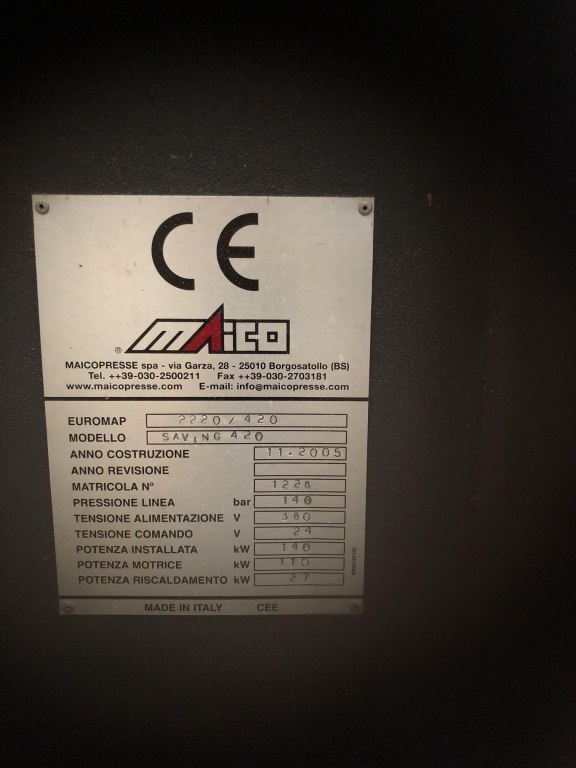 CE
MAICO
®
MAICOPRESSE spa - via Garza, 28 - 25010 Borgosatollo (BS)
Tel. ++39-030-2500211 Fax ++39-030-2703181
www.maicopresse.com E-mail: info@maicopresse.com
EUROMAP 2220/420
MODELLO SAVING 420
ANNO COSTRUZIONE 11-2005
ANNO REVISIONE
MATRICOLA N° 1228
PRESSIONE LINEA bar 140
TENSIONE ALIMENTAZIONE V 380
TENSIONE COMANDO V 24
POTENZA INSTALLATA kW 140
POTENZA MOTRICE kW 110
POTENZA RISCALDAMENTO kW 27
MADE IN ITALY CEE